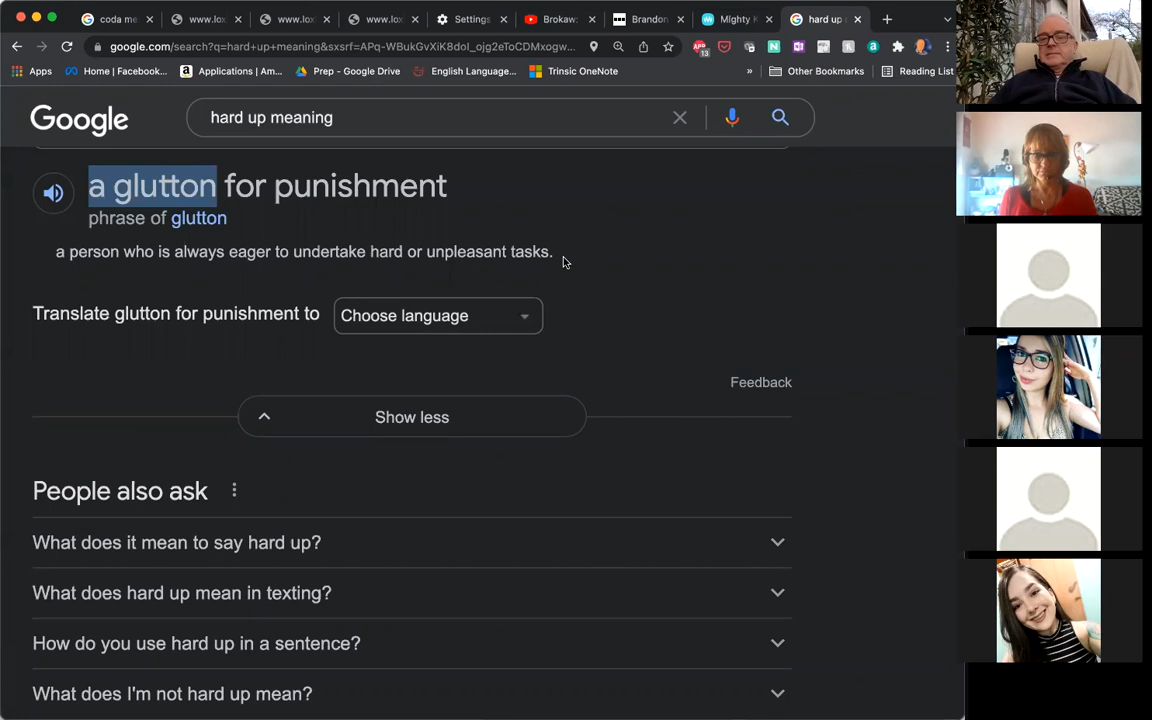 coda me
www.lox
www.lox
www.lox
Settings
Brokaw:
Brandon
Mighty K
hard up
google.com/search?q=hard+up+meaning&sxsrf=APq-WBukGvXiK8dol_ojg2eToCDMxogw...
13
Apps
Home | Facebook...
Applications | Am...
Prep - Google Drive
English Language...
Trinsic OneNote
»
Other Bookmarks
Reading List
Google
hard up meaning
a glutton for punishment
phrase of glutton
a person who is always eager to undertake hard or unpleasant tasks.
Translate glutton for punishment to
Choose language
Feedback
Show less
People also ask
What does it mean to say hard up?
What does hard up mean in texting?
How do you use hard up in a sentence?
What does I'm not hard up mean?